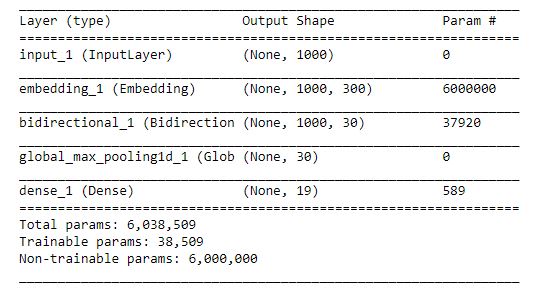 Layer (type) Output Shape Param #
=================================================================
input_1 (InputLayer) (None, 1000) 0
embedding_1 (Embedding) (None, 1000, 300) 6000000
bidirectional_1 (Bidirection (None, 1000, 30) 37920
global_max_pooling1d_1 (Glob (None, 30) 0
dense_1 (Dense) (None, 19) 589
=================================================================
Total params: 6,038,509
Trainable params: 38,509
Non-trainable params: 6,000,000